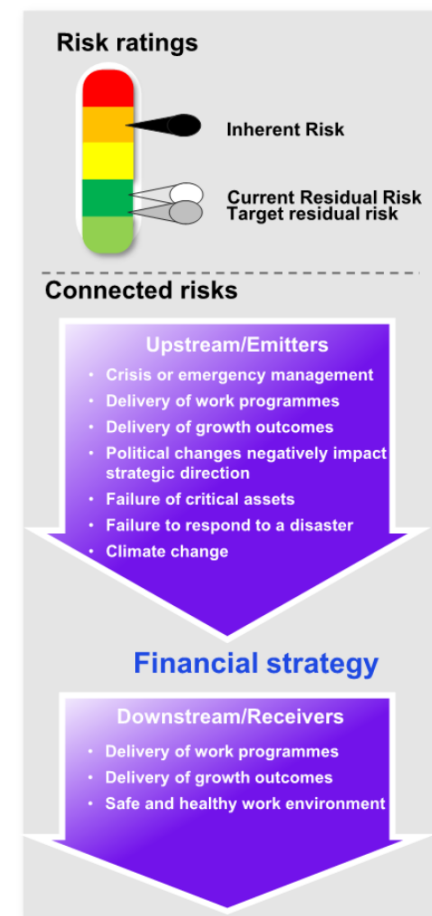 Risk ratings
Inherent Risk
Current Residual Risk
Target residual risk
Connected risks
Upstream/Emitters
• Crisis or emergency management
• Delivery of work programmes
• Delivery of growth outcomes
• Political changes negatively impact
strategic direction
• Failure of critical assets
• Failure to respond to a disaster
• Climate change
Financial strategy
Downstream/Receivers
• Delivery of work programmes
• Delivery of growth outcomes
• Safe and healthy work environment